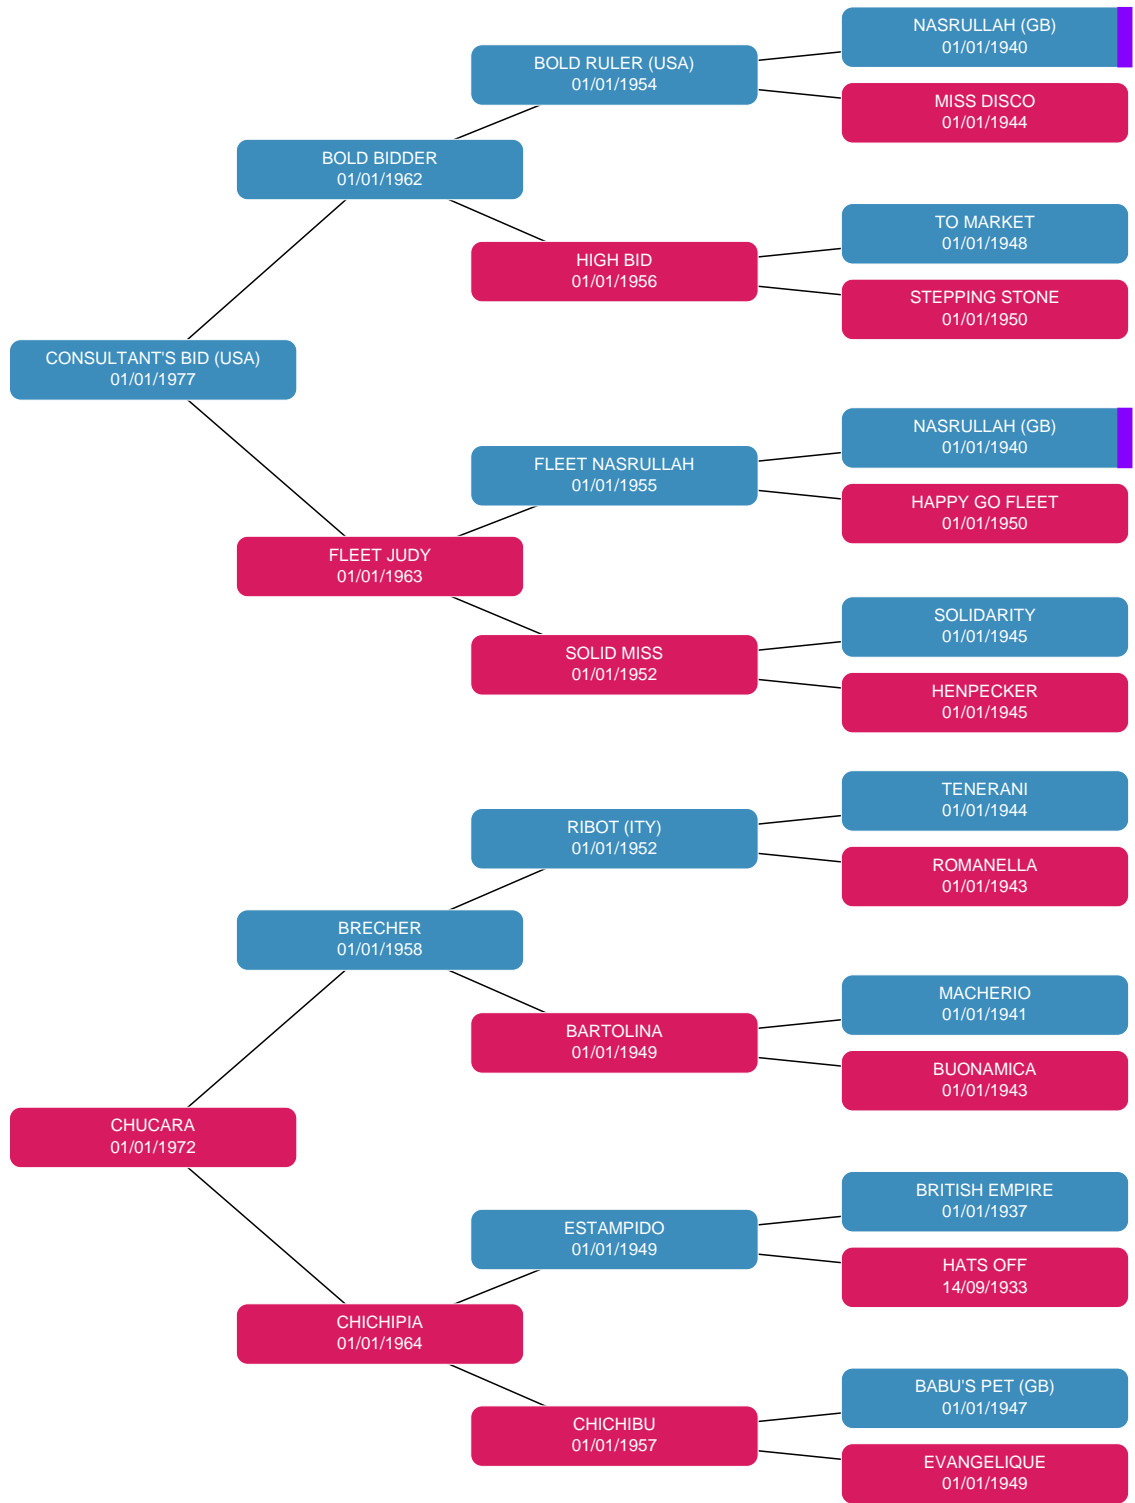 NASRULLAH (GB)
01/01/1940
BOLD RULER (USA)
01/01/1954
MISS DISCO
01/01/1944
BOLD BIDDER
01/01/1962
TO MARKET
01/01/1948
HIGH BID
01/01/1956
STEPPING STONE
01/01/1950
CONSULTANT'S BID (USA)
01/01/1977
NASRULLAH (GB)
01/01/1940
FLEET NASRULLAH
01/01/1955
HAPPY GO FLEET
01/01/1950
FLEET JUDY
01/01/1963
SOLIDARITY
01/01/1945
SOLID MISS
01/01/1952
HENPECKER
01/01/1945
TENERANI
01/01/1944
RIBOT (ITY)
01/01/1952
ROMANELLA
01/01/1943
BRECHER
01/01/1958
MACHERIO
01/01/1941
BARTOLINA
01/01/1949
BUONAMICA
01/01/1943
CHUCARA
01/01/1972
BRITISH EMPIRE
01/01/1937
ESTAMPIDO
01/01/1949
HATS OFF
14/09/1933
CHICHIPIA
01/01/1964
BABU'S PET (GB)
01/01/1947
CHICHIBU
01/01/1957
EVANGELIQUE
01/01/1949